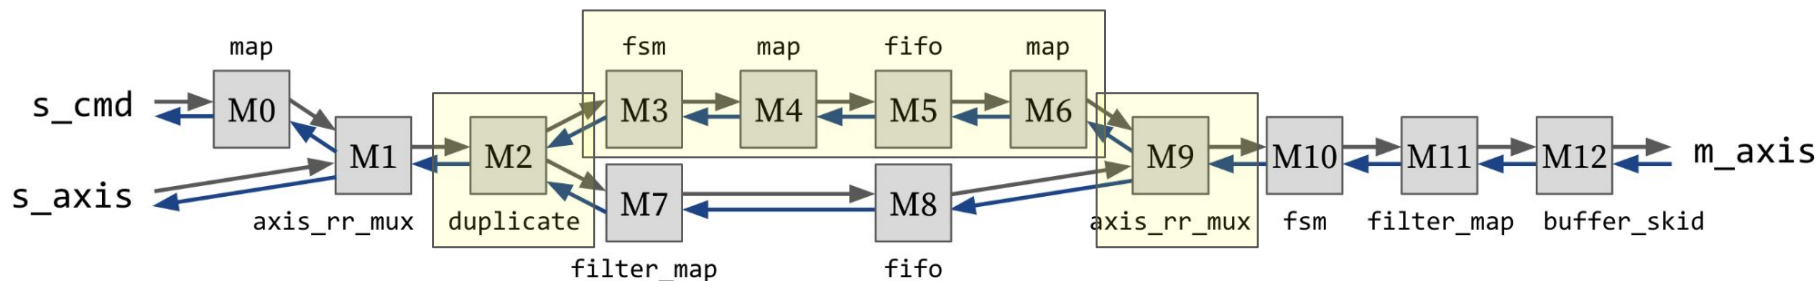 map
fsm
map
fifo
map
s_cmd
M0
M3
M4
M5
M6
M1
M2
M9
M10
M11
M12
m_axis
s_axis
M7
M8
axis_rr_mux
duplicate
axis_rr_mux
fsm
filter_map
buffer_skid
filter_map
fifo